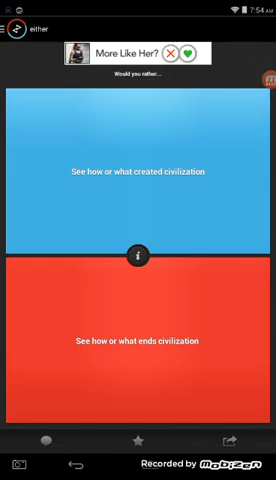 7:54 AM
either
More Like Her?
Would you rather...
See how or what created civilization
i
See how or what ends civilization
Recorded by MOBIZEN